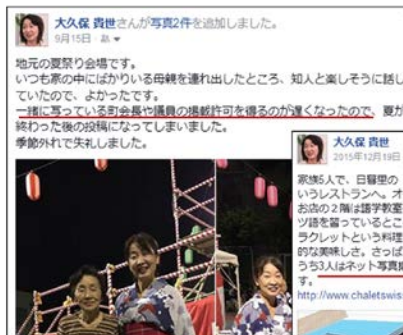 大久保 貴世さんが写真2件を追加しました。
9月15日
地元の夏祭り会場です。
いつも家の中にばかりいる母親を連れ出したところ、知人と楽しそうに話し
ていたので、よかったです。
一緒に写っている町会長や議員の掲載許可を得るのが遅くなったので、夏が
終わった後の投稿になってしまいました。
季節外れで失礼しました。
大久保 貴世
2015年12月19日
家族5人で、日暮里の
いうレストランへ。オ
お店の2階は語学教室
ツ語を習っているとこ
ラクレットという料理
的な美味しさ。さっぱ
うち3人はネット写真掲
す。
http://www.chaletswiss